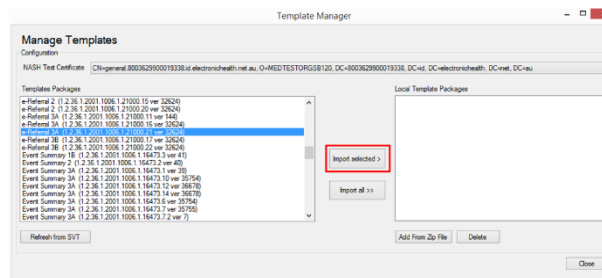 Template Manager
Manage Templates
Configuration
NASH Test Certificate
CN=general.8003629900019338.id.electronichealth.net.au, O=MEDTESTORGSB120, DC=8003629900019338, DC=id, DC=electronichealth, DC=net, DC=au
Templates Packages
Local Template Packages
e-Referral 2 (1.2.36.1.2001.1006.1.21000.15 ver 32624)
e-Referral 2 (1.2.36.1.2001.1006.1.21000.20 ver 32624)
e-Referral 3A (1.2.36.1.2001.1006.1.21000.11 ver 144)
e-Referral 3A (1.2.36.1.2001.1006.1.21000.16 ver 32624)
e-Referral 3A (1.2.36.1.2001.1006.1.21000.21 ver 32624)
e-Referral 3B (1.2.36.1.2001.1006.1.21000.17 ver 32624)
e-Referral 3B (1.2.36.1.2001.1006.1.21000.22 ver 32624)
Event Summary 1B (1.2.36.1.2001.1006.1.16473.3 ver 41)
Event Summary 2 (1.2.36.1.2001.1006.1.16473.2 ver 40)
Event Summary 3A (1.2.36.1.2001.1006.1.16473.1 ver 39)
Event Summary 3A (1.2.36.1.2001.1006.1.16473.10 ver 35754)
Event Summary 3A (1.2.36.1.2001.1006.1.16473.12 ver 36678)
Event Summary 3A (1.2.36.1.2001.1006.1.16473.14 ver 36678)
Event Summary 3A (1.2.36.1.2001.1006.1.16473.6 ver 35754)
Event Summary 3A (1.2.36.1.2001.1006.1.16473.7 ver 35755)
Event Summary 3A (1.2.36.1.2001.1006.1.16473.7.2 ver 7)
Import selected >
Import all >>
Refresh from SVT
Add From Zip File
Delete
Close